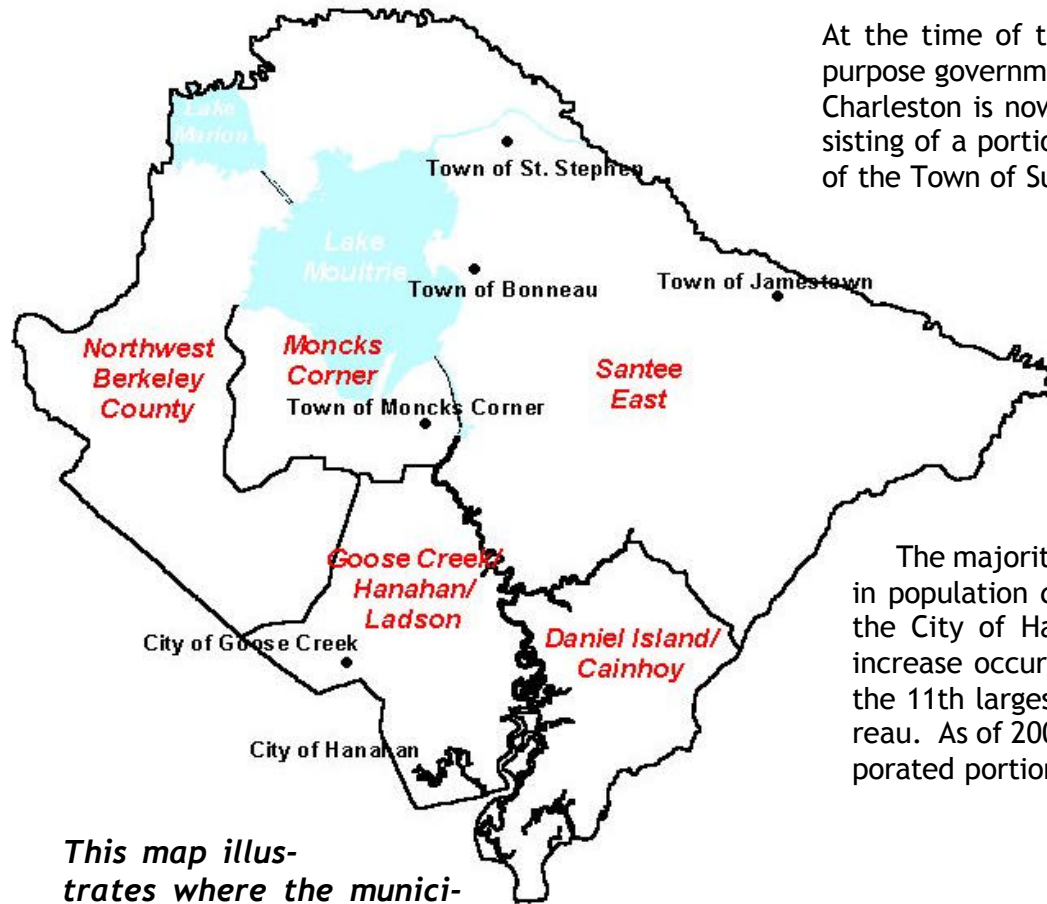 At the time of t
purpose governm
Charleston is nov
sisting of a portio
of the Town of Su
Lake
Marion
Town of St. Stephen
Lake
Moultrie
Town of Bonneau
Town of Jamestown
Northwest
Berkeley
County
Moncks
Corner
Santee
East
Town of Moncks Corner
Goose Creek/
Hanahan/
Ladson
Daniel Island/
Cainhoy
City of Goose Creek
City of Hanahan
The majorit
in population o
the City of Ha
increase occur
the 11th larges
reau. As of 200
porated portion
This map illus-
trates where the munici-